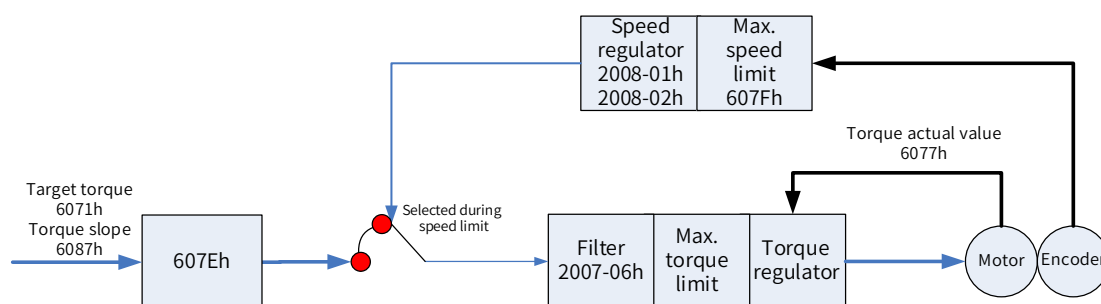 Speed
regulator
2008-01h
2008-02h
Max.
speed
limit
607Fh
Torque actual value
6077h
Target torque
6071h
Torque slope
6087h
607Eh
Selected during
speed limit
Filter
2007-06h
Max.
torque
limit
Torque
regulator
Motor
Encoder